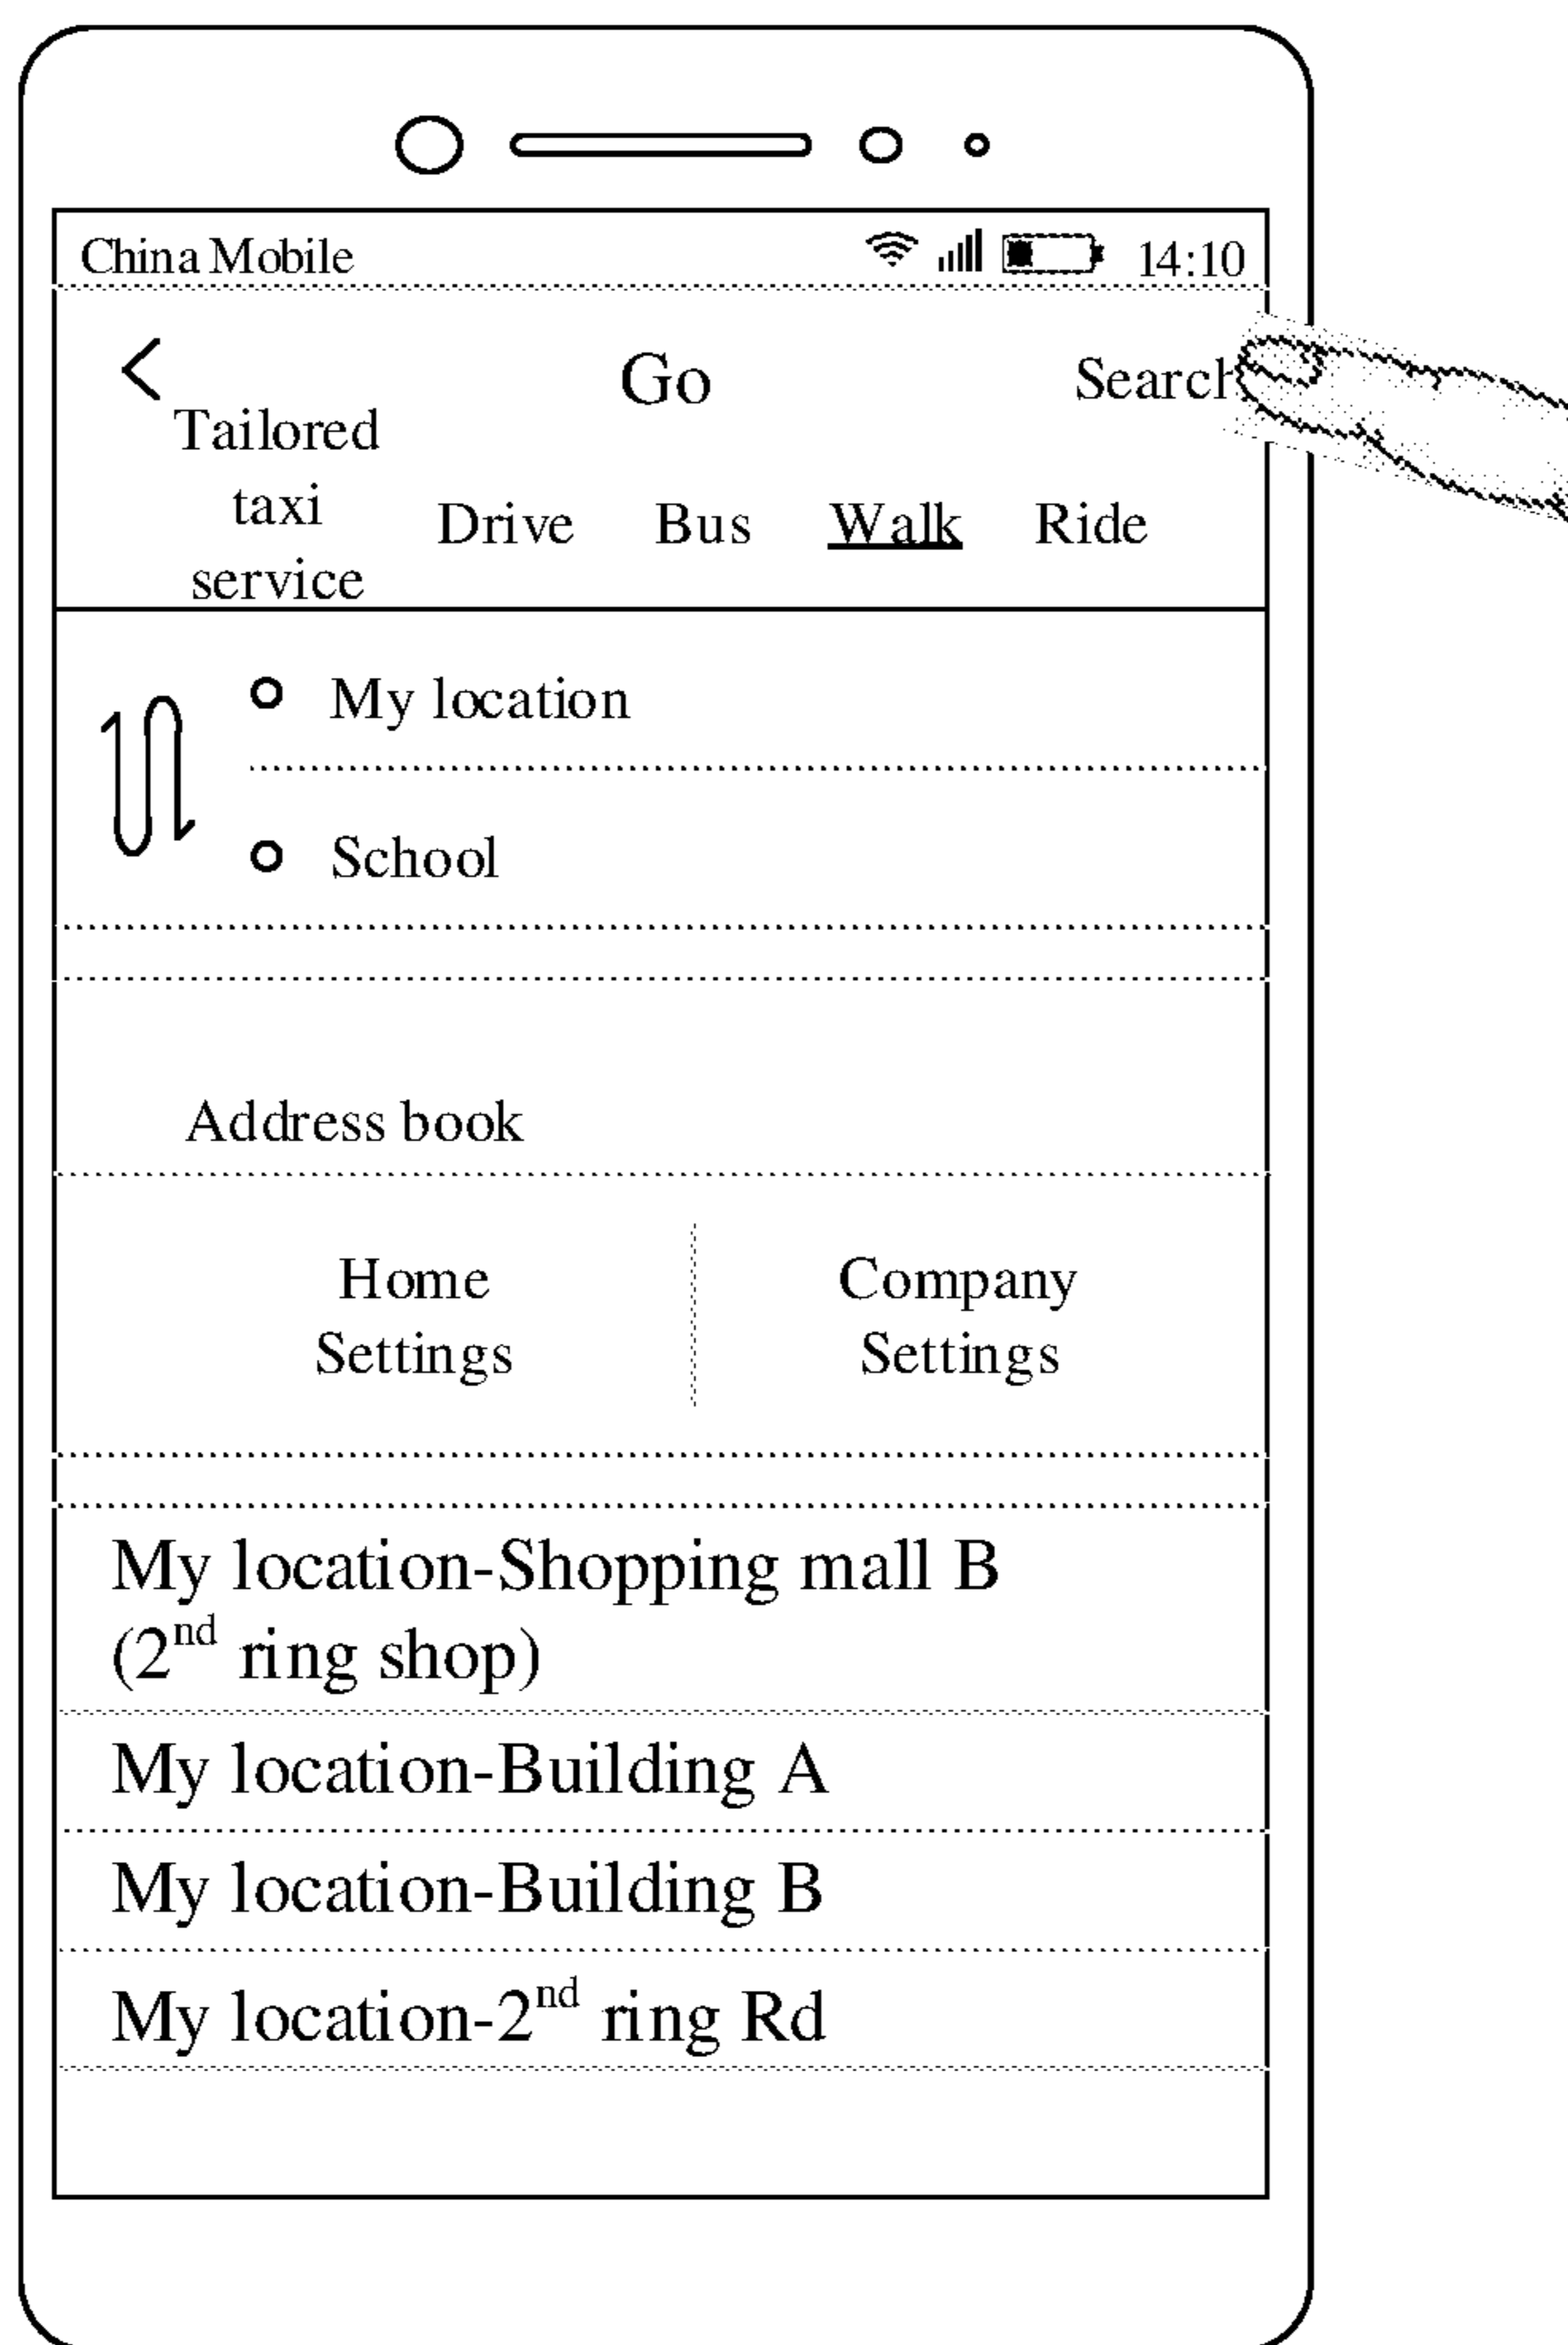 China Mobile 14:10
< Go Search
Tailored
taxi
service
Drive Bus Walk Ride
My location
School
Address book
Home
Settings
Company
Settings
My location-Shopping mall B
(2nd ring shop)
My location-Building A
My location-Building B
My location-2nd ring Rd